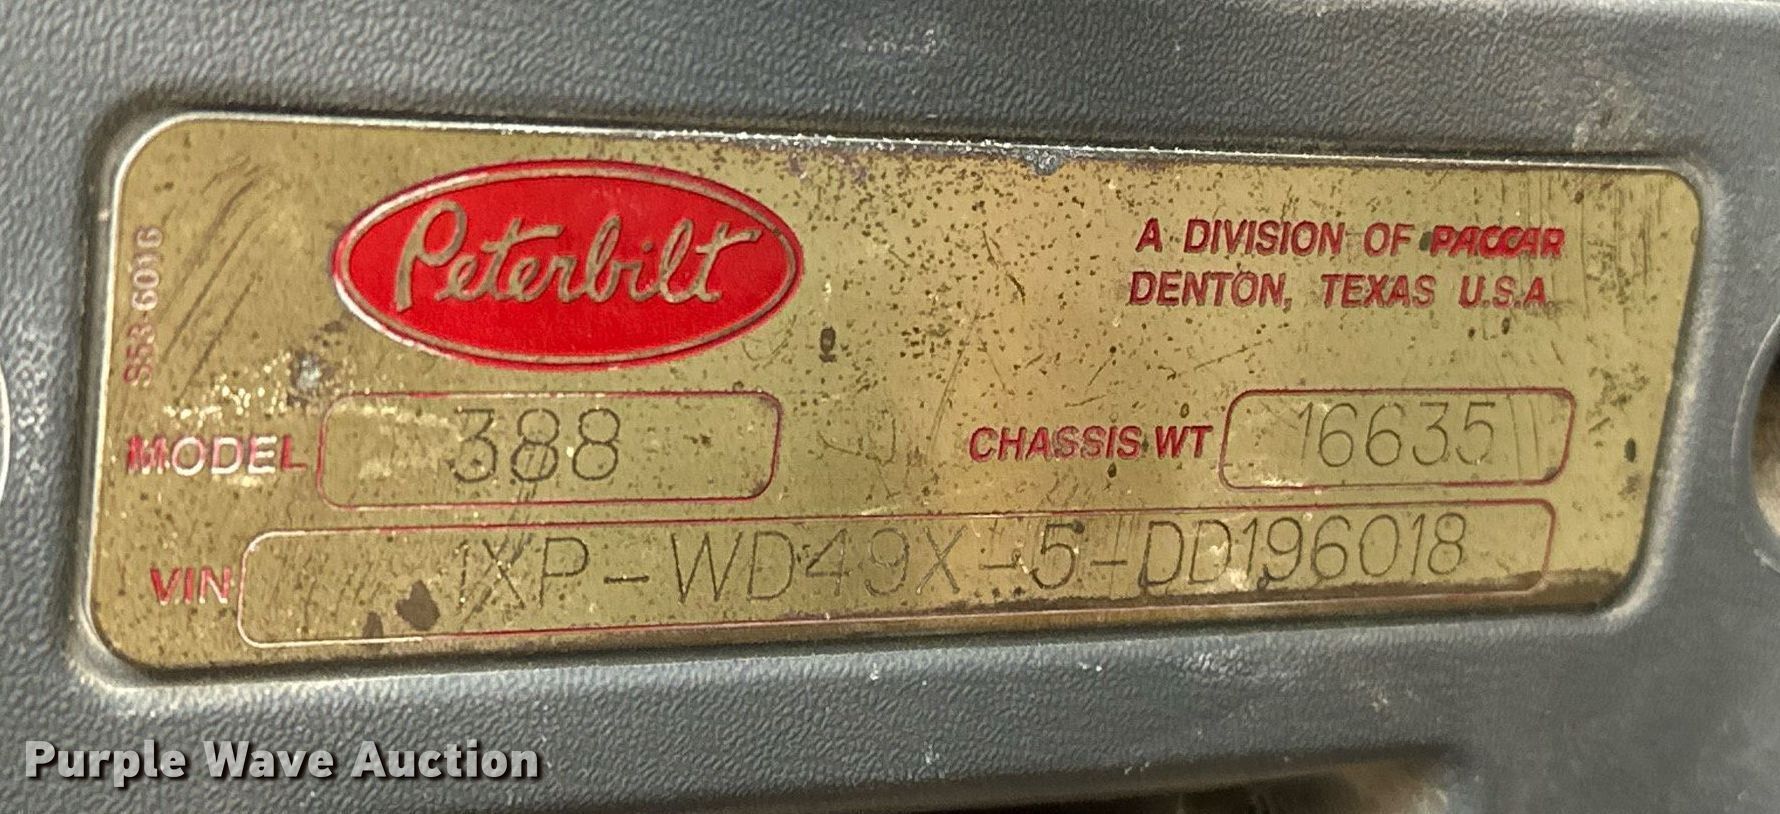 S53-6016
Peterbilt
A DIVISION OF PACCAR
DENTON, TEXAS U.S.A.
MODEL 388
CHASSIS WT 16635
VIN 1XP-WD49X-5-DD196018
Purple Wave Auction